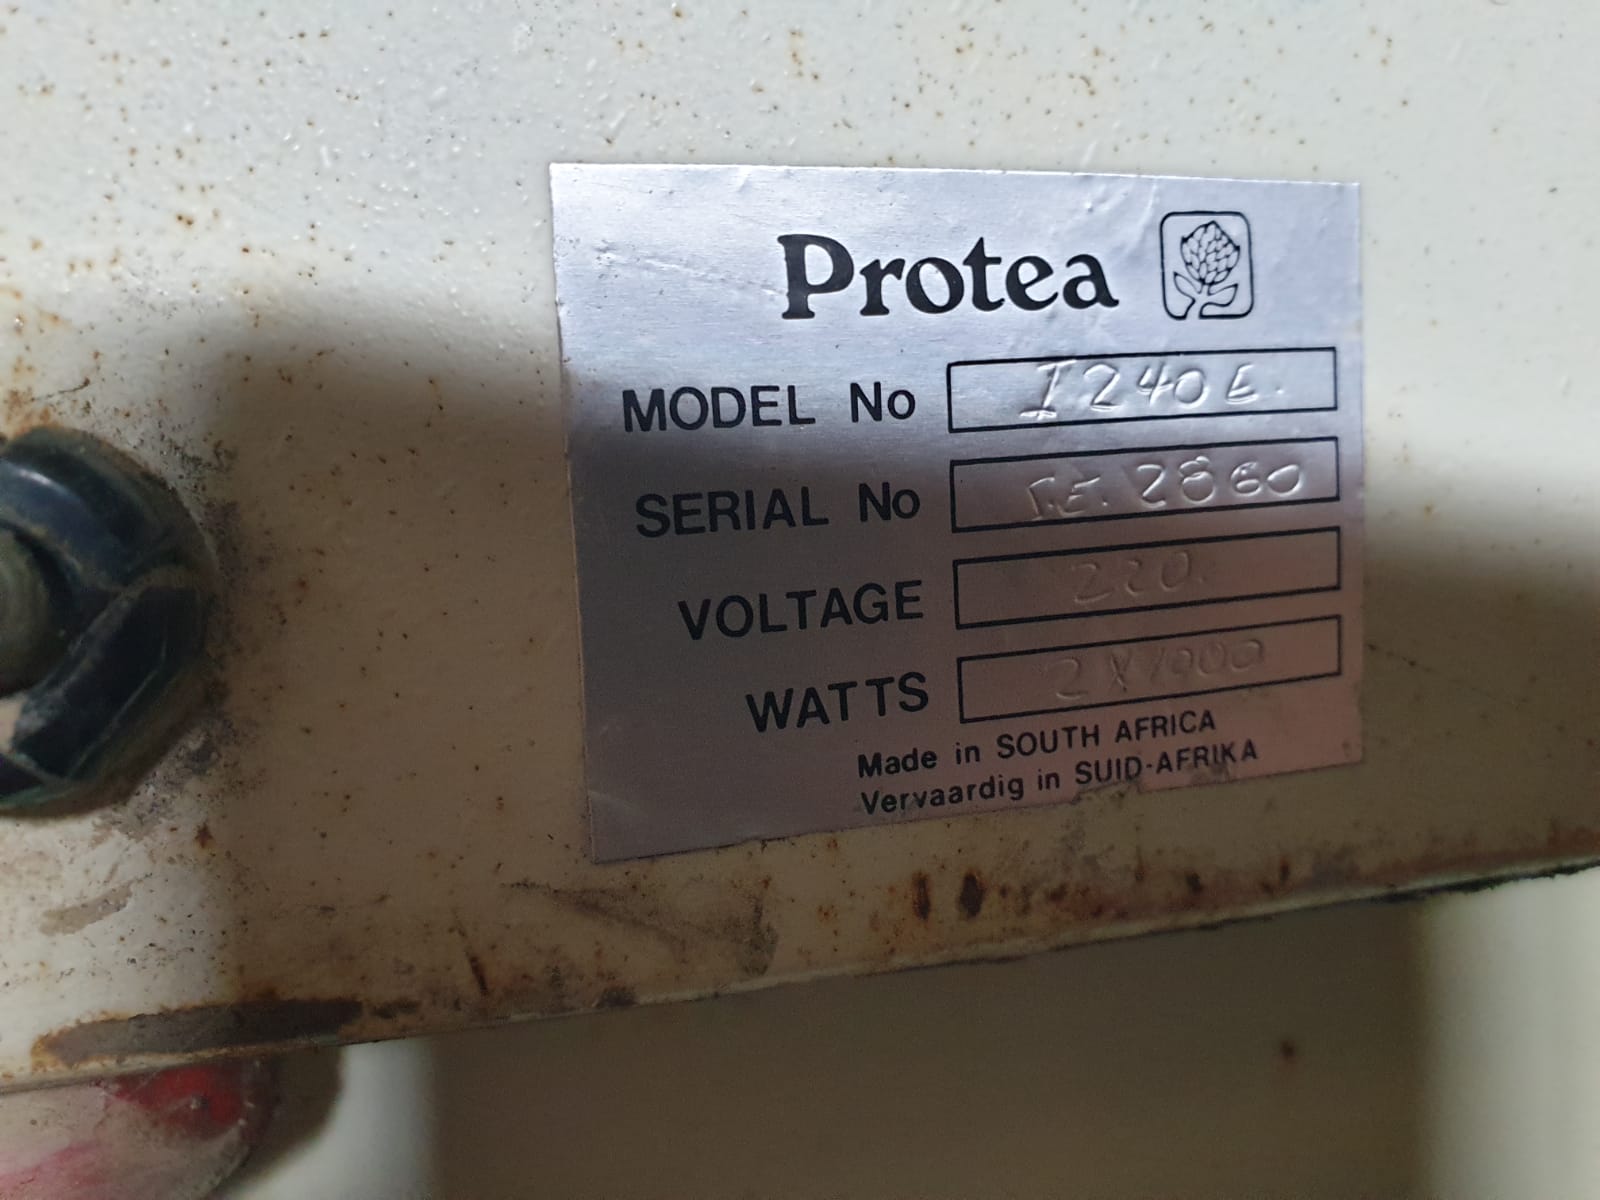 Protea
MODEL No I240E.
SERIAL No I.E. 2860
VOLTAGE 220.
WATTS 2X1000
Made in SOUTH AFRICA
Vervaardig in SUID-AFRIKA